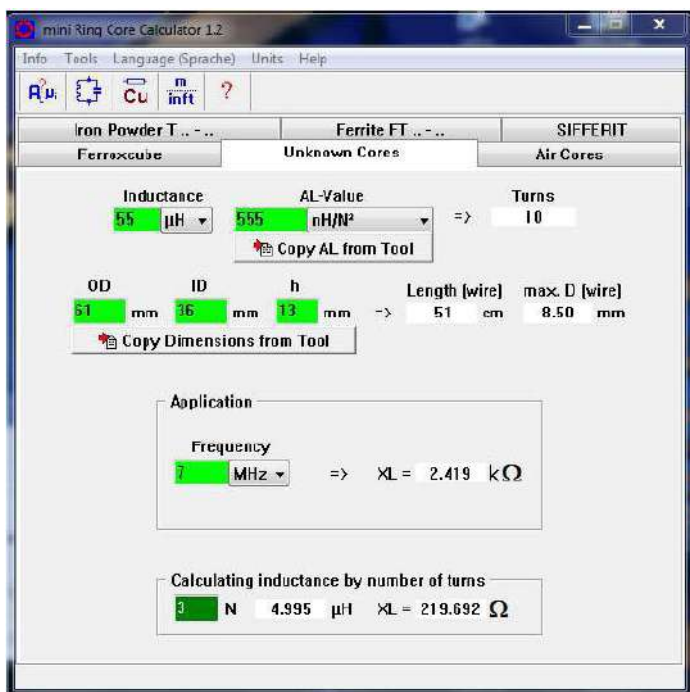 mini Ring Core Calculator 1.2
Info Tools Language (Sprache) Units Help
Cu m inft ?
Iron Powder T .. - .. Ferrite FT .. - .. SIFFERIT
Ferroxcube Unknown Cores Air Cores
Inductance AL-Value Turns
55 µH 555 nH/N² => 10
Copy AL from Tool
OD ID h Length (wire) max. D (wire)
61 mm 36 mm 13 mm -> 51 cm 8.50 mm
Copy Dimensions from Tool
Application
Frequency
7 MHz => XL = 2.419 kΩ
Calculating inductance by number of turns
3 N 4.995 µH XL = 219.692 Ω